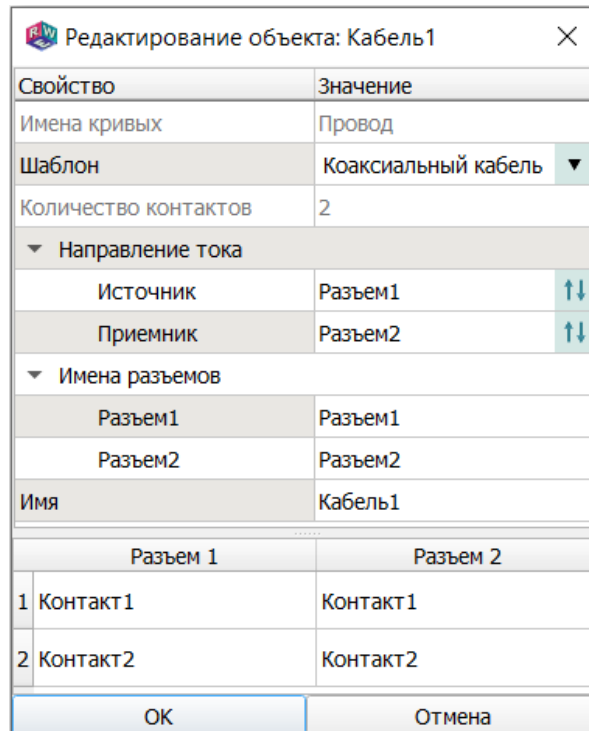 Редактирование объекта: Кабель1
Свойство Значение
Имена кривых Провод
Шаблон Коаксиальный кабель
Количество контактов 2
Направление тока
Источник Разъем1
Приемник Разъем2
Имена разъемов
Разъем1 Разъем1
Разъем2 Разъем2
Имя Кабель1
Разъем 1 Разъем 2
1 Контакт1 Контакт1
2 Контакт2 Контакт2
OK Отмена